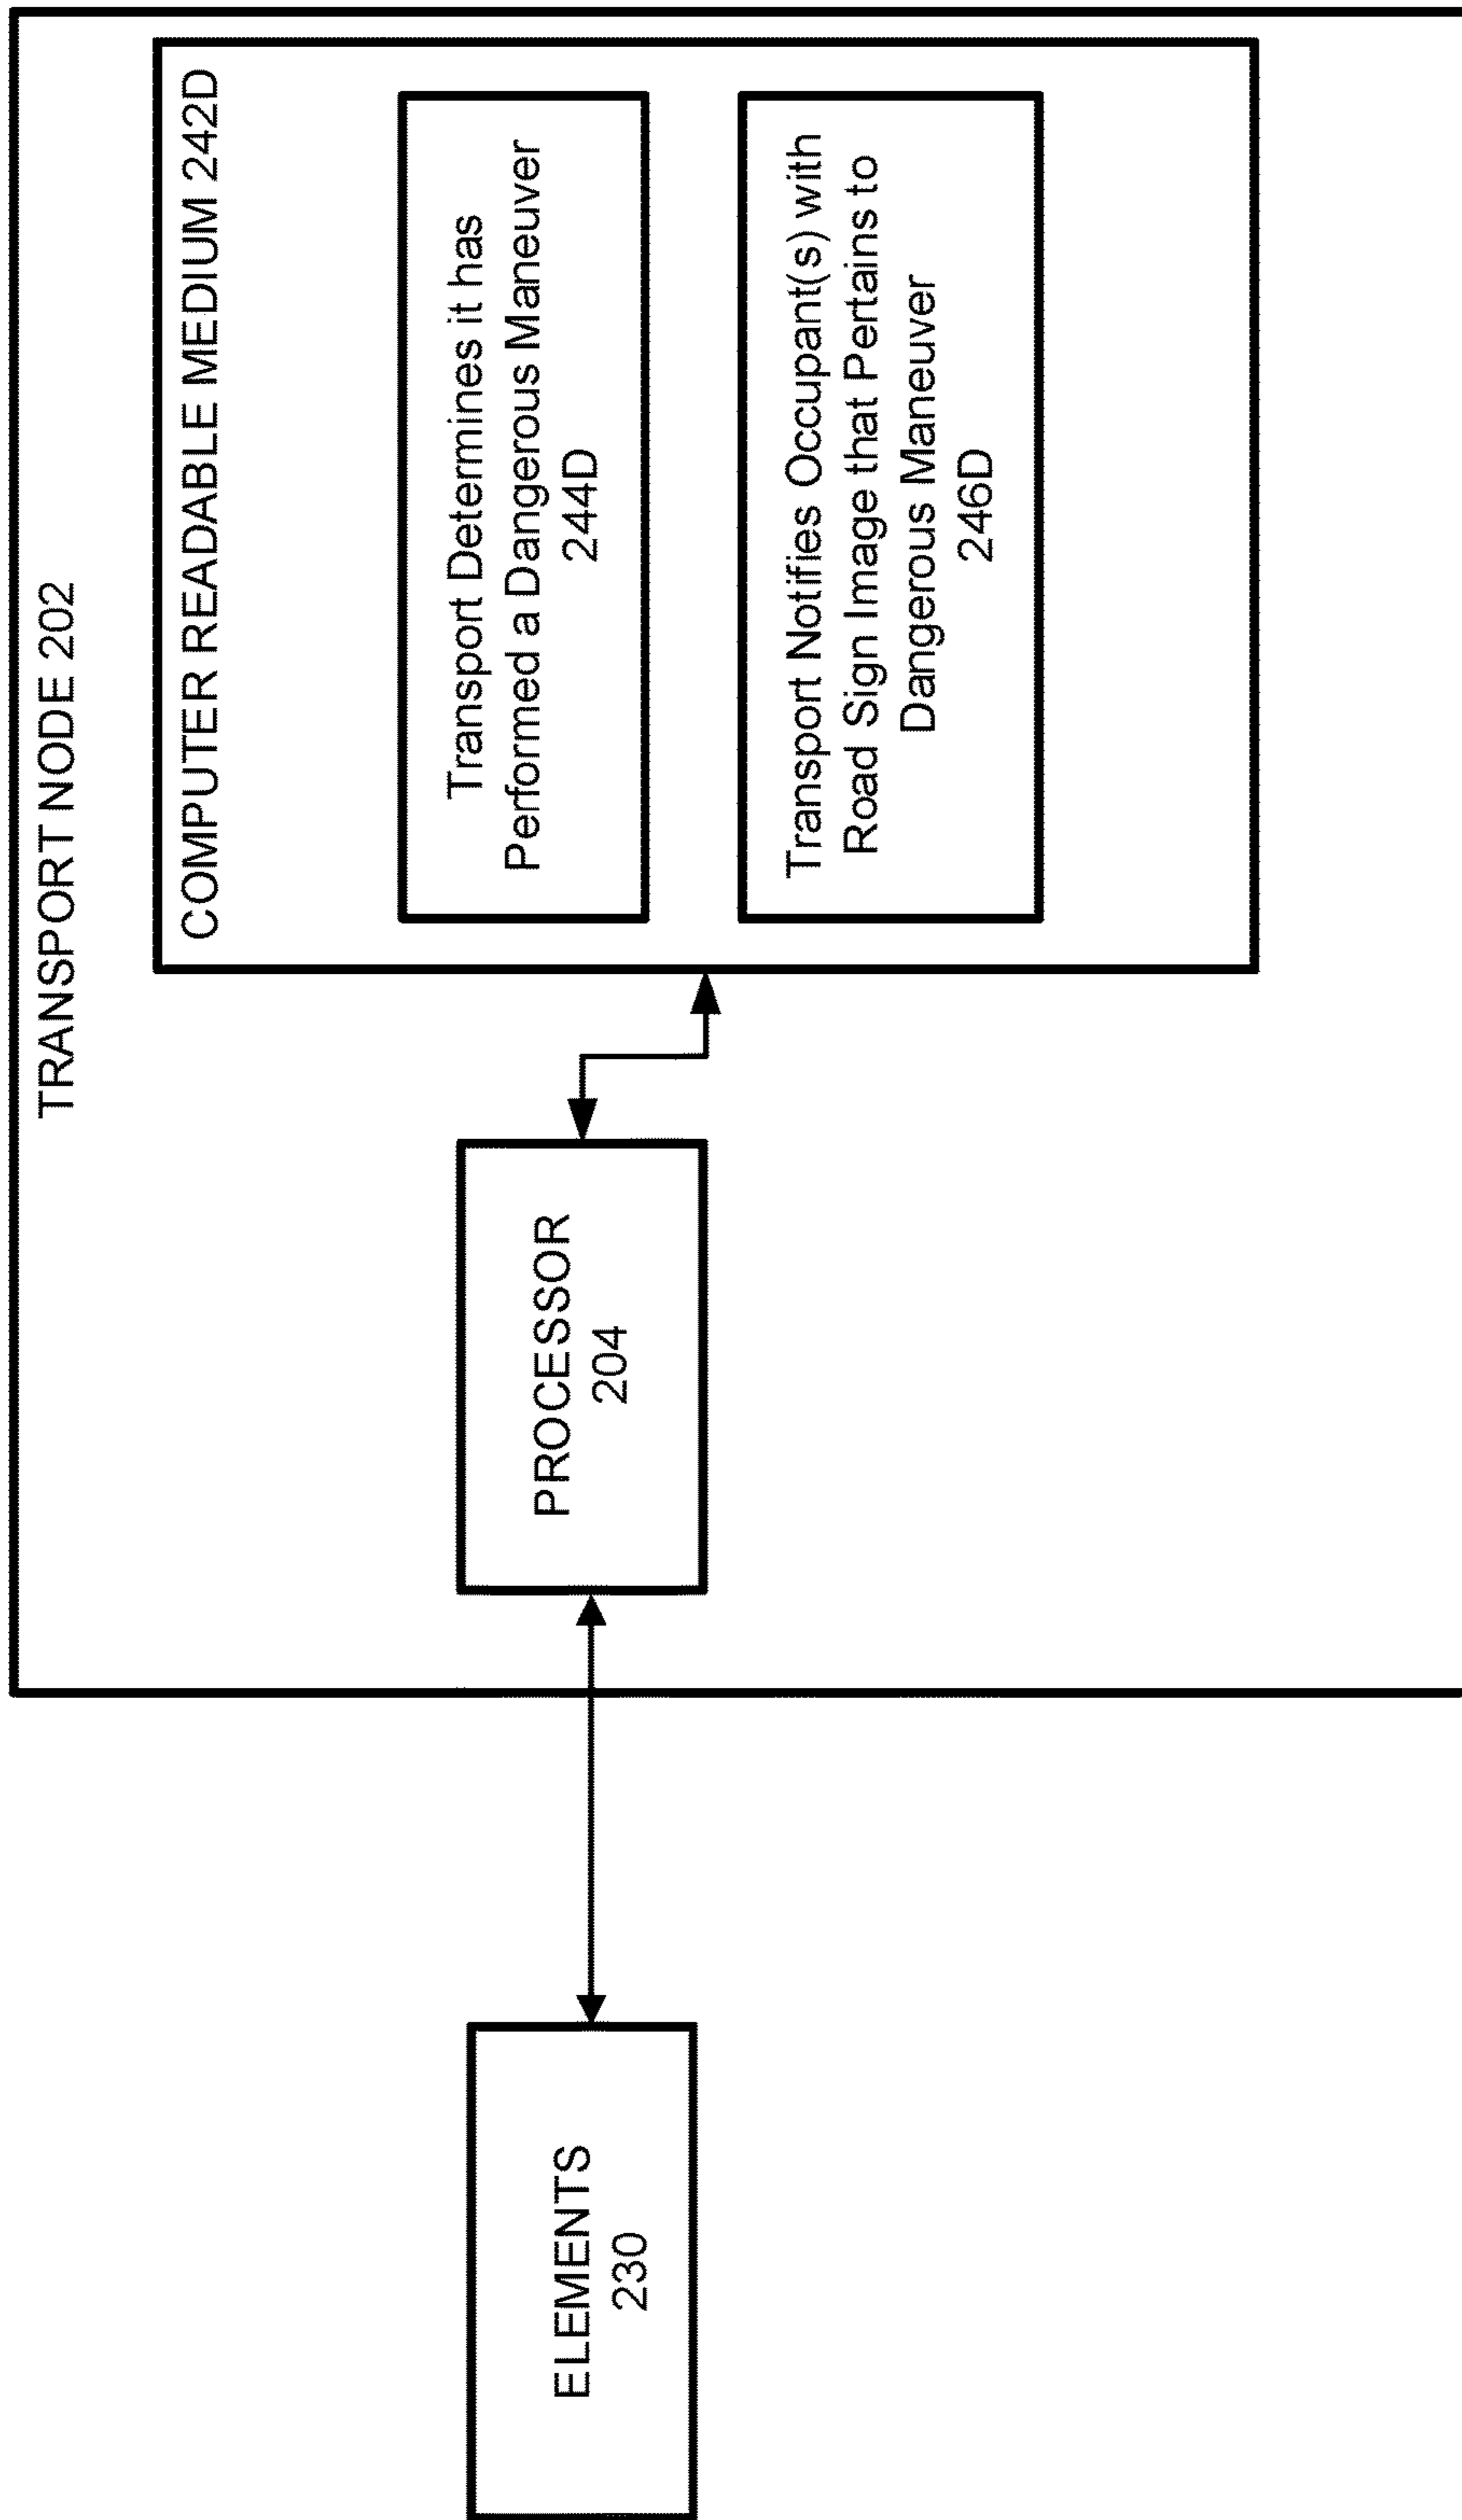 TRANSPORT NODE 202
COMPUTER READABLE MEDIUM 242D
Transport Determines it has
Performed a Dangerous Maneuver
244D
Transport Notifies Occupant(s) with
Road Sign Image that Pertains to
Dangerous Maneuver
246D
PROCESSOR
204
ELEMENTS
230